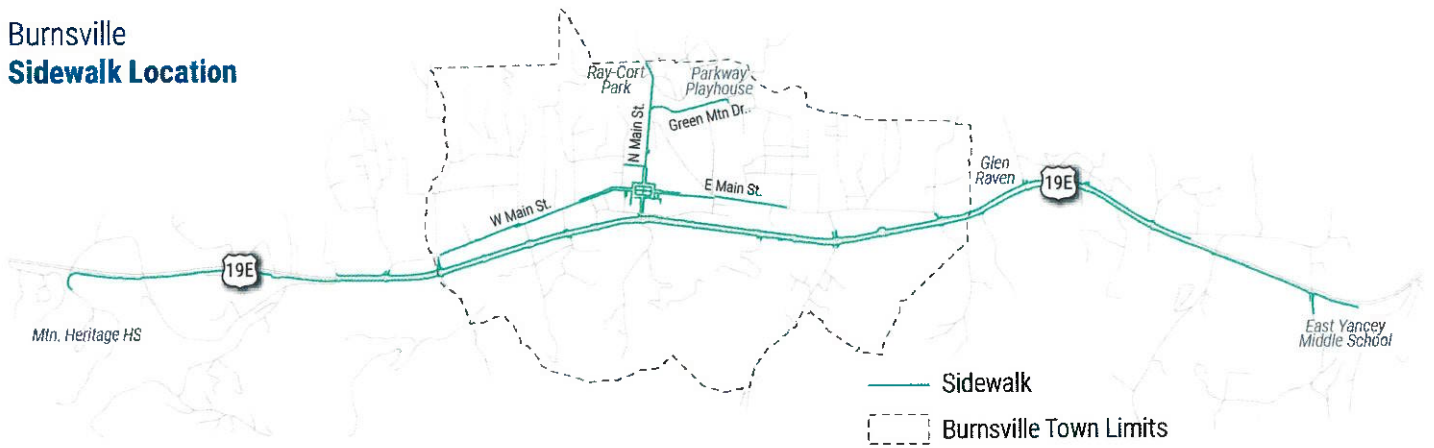 Burnsville
Sidewalk Location
Ray-Cort
Park
Parkway
Playhouse
Green Mtn Dr..
N Main St.
E Main St.
W Main St.
Glen
Raven
19E
19E
Mtn. Heritage HS
East Yancey
Middle School
Sidewalk
Burnsville Town Limits